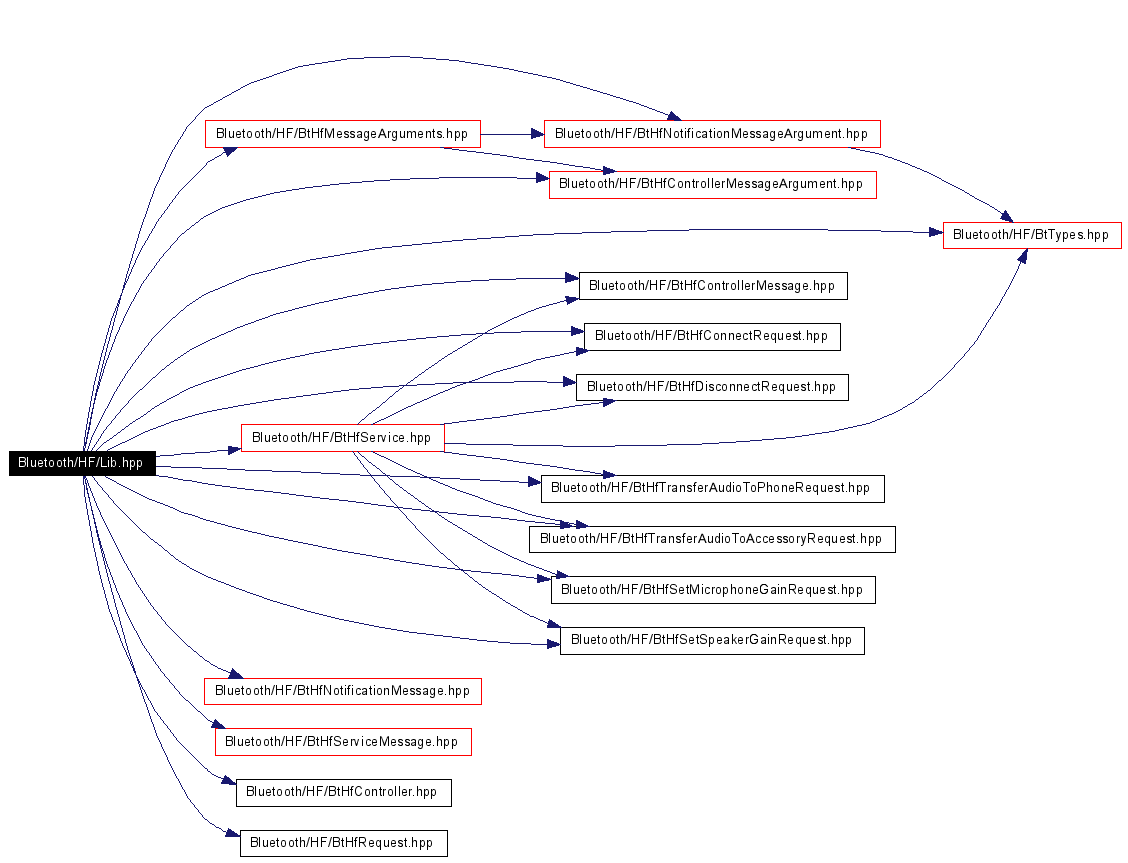 Bluetooth/HF/BtHfMessageArguments.hpp
Bluetooth/HF/BtHfNotificationMessageArgument.hpp
Bluetooth/HF/BtHfControllerMessageArgument.hpp
Bluetooth/HF/BtTypes.hpp
Bluetooth/HF/BtHfControllerMessage.hpp
Bluetooth/HF/BtHfConnectRequest.hpp
Bluetooth/HF/BtHfDisconnectRequest.hpp
Bluetooth/HF/BtHfService.hpp
Bluetooth/HF/Lib.hpp
Bluetooth/HF/BtHfTransferAudioToPhoneRequest.hpp
Bluetooth/HF/BtHfTransferAudioToAccessoryRequest.hpp
Bluetooth/HF/BtHfSetMicrophoneGainRequest.hpp
Bluetooth/HF/BtHfSetSpeakerGainRequest.hpp
Bluetooth/HF/BtHfNotificationMessage.hpp
Bluetooth/HF/BtHfServiceMessage.hpp
Bluetooth/HF/BtHfController.hpp
Bluetooth/HF/BtHfRequest.hpp